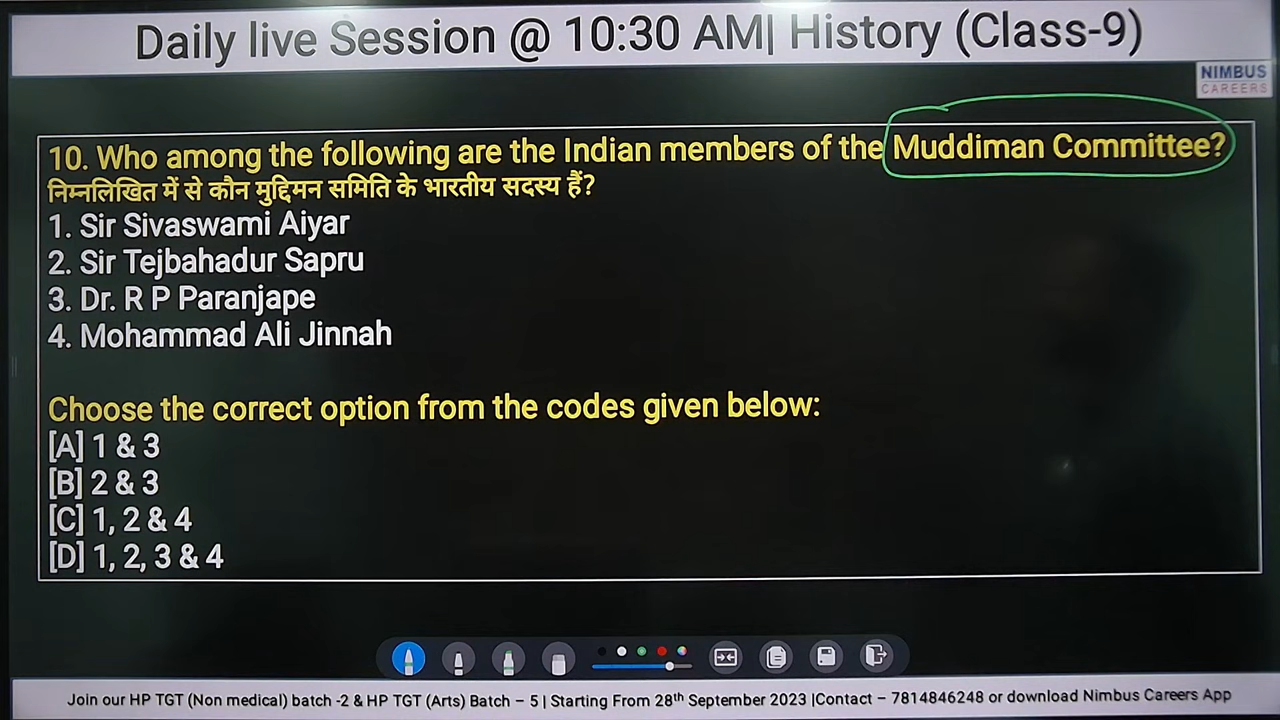 Daily live Session @ 10:30 AM| History (Class-9)
NIMBUS
CAREERS
10. Who among the following are the Indian members of the Muddiman Committee?
निम्नलिखित में से कौन मुद्दिमन समिति के भारतीय सदस्य हैं?
1. Sir Sivaswami Aiyar
2. Sir Tejbahadur Sapru
3. Dr. R P Paranjape
4. Mohammad Ali Jinnah
Choose the correct option from the codes given below:
[A] 1 & 3
[B] 2 & 3
[C] 1, 2 & 4
[D] 1, 2, 3 & 4
Join our HP TGT (Non medical) batch -2 & HP TGT (Arts) Batch – 5 | Starting From 28th September 2023 |Contact – 7814846248 or download Nimbus Careers App